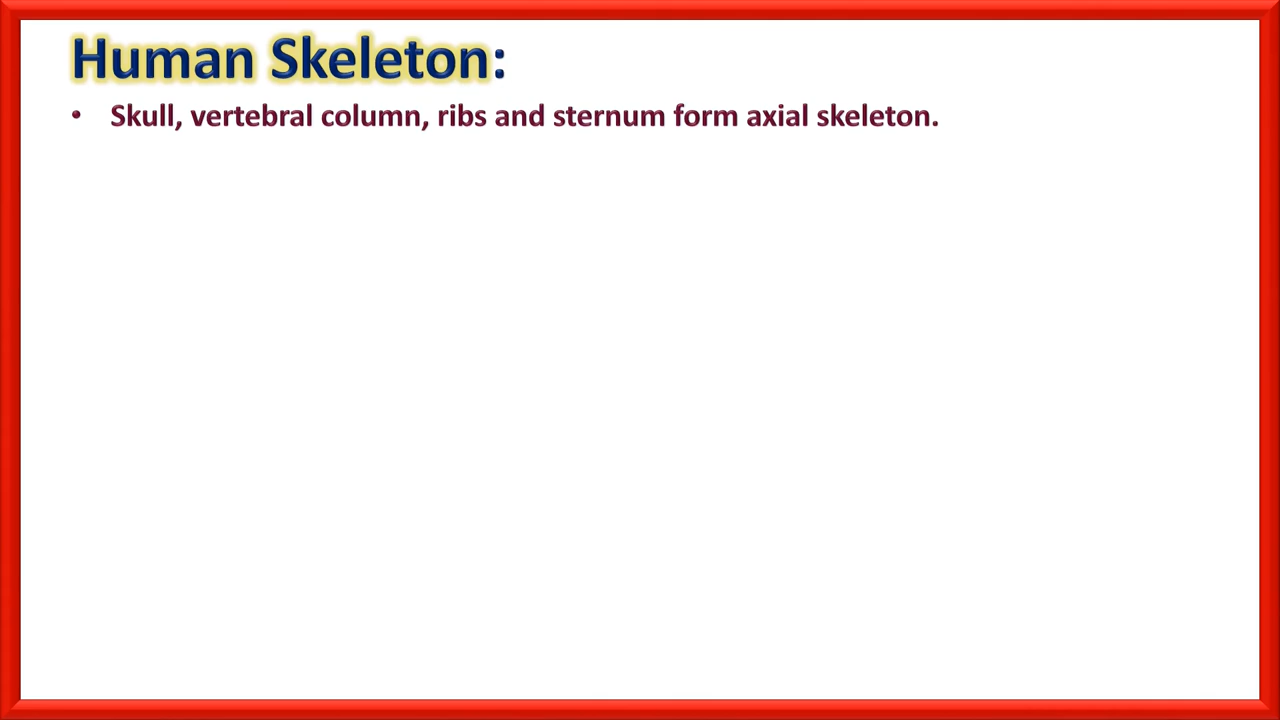 Human Skeleton:
• Skull, vertebral column, ribs and sternum form axial skeleton.